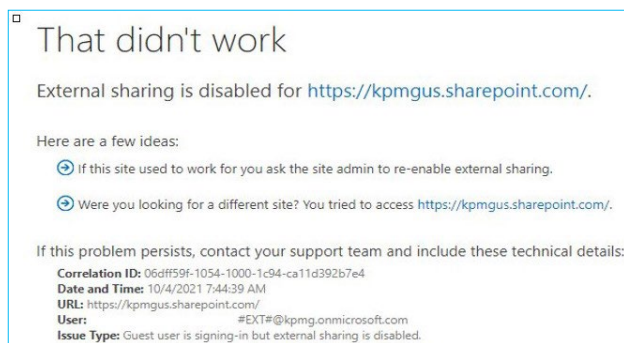 That didn't work
External sharing is disabled for https://kpmgus.sharepoint.com/.
Here are a few ideas:
If this site used to work for you ask the site admin to re-enable external sharing.
Were you looking for a different site? You tried to access https://kpmgus.sharepoint.com/.
If this problem persists, contact your support team and include these technical details:
Correlation ID: 06dff59f-1054-1000-1c94-ca11d392b7e4
Date and Time: 10/4/2021 7:44:39 AM
URL: https://kpmgus.sharepoint.com/
User: #EXT#@kpmg.onmicrosoft.com
Issue Type: Guest user is signing-in but external sharing is disabled.